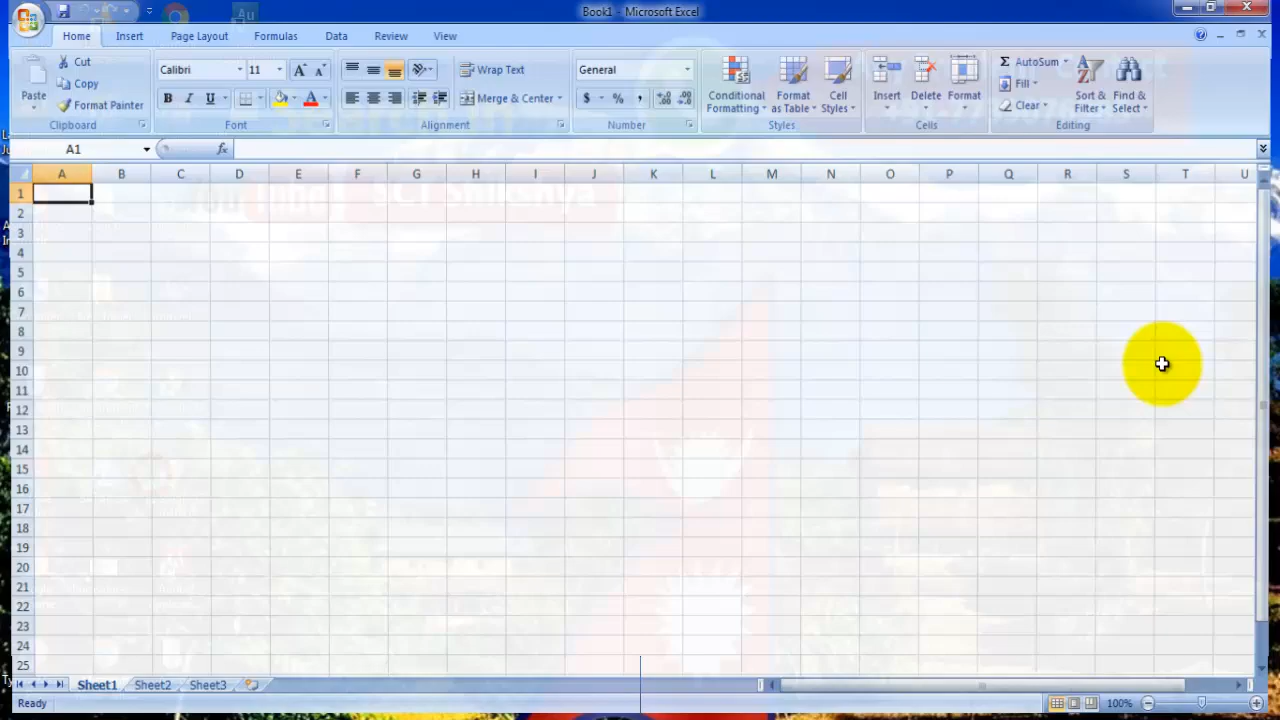 Book1 - Microsoft Excel
Home Insert Page Layout Formulas Data Review View
Paste
Cut
Copy
Format Painter
Clipboard
Calibri 11
B I U
Font
Wrap Text
Merge & Center
Alignment
General
$ % ,
Number
Conditional Formatting
Format as Table
Cell Styles
Styles
Insert Delete Format
Cells
AutoSum
Fill
Clear
Sort & Filter
Find & Select
Editing
A1 fx
A B C D E F G H I J K L M N O P Q R S T U
1
2
3
4
5
6
7
8
9
10
11
12
13
14
15
16
17
18
19
20
21
22
23
24
25
Sheet1 Sheet2 Sheet3
Ready 100%